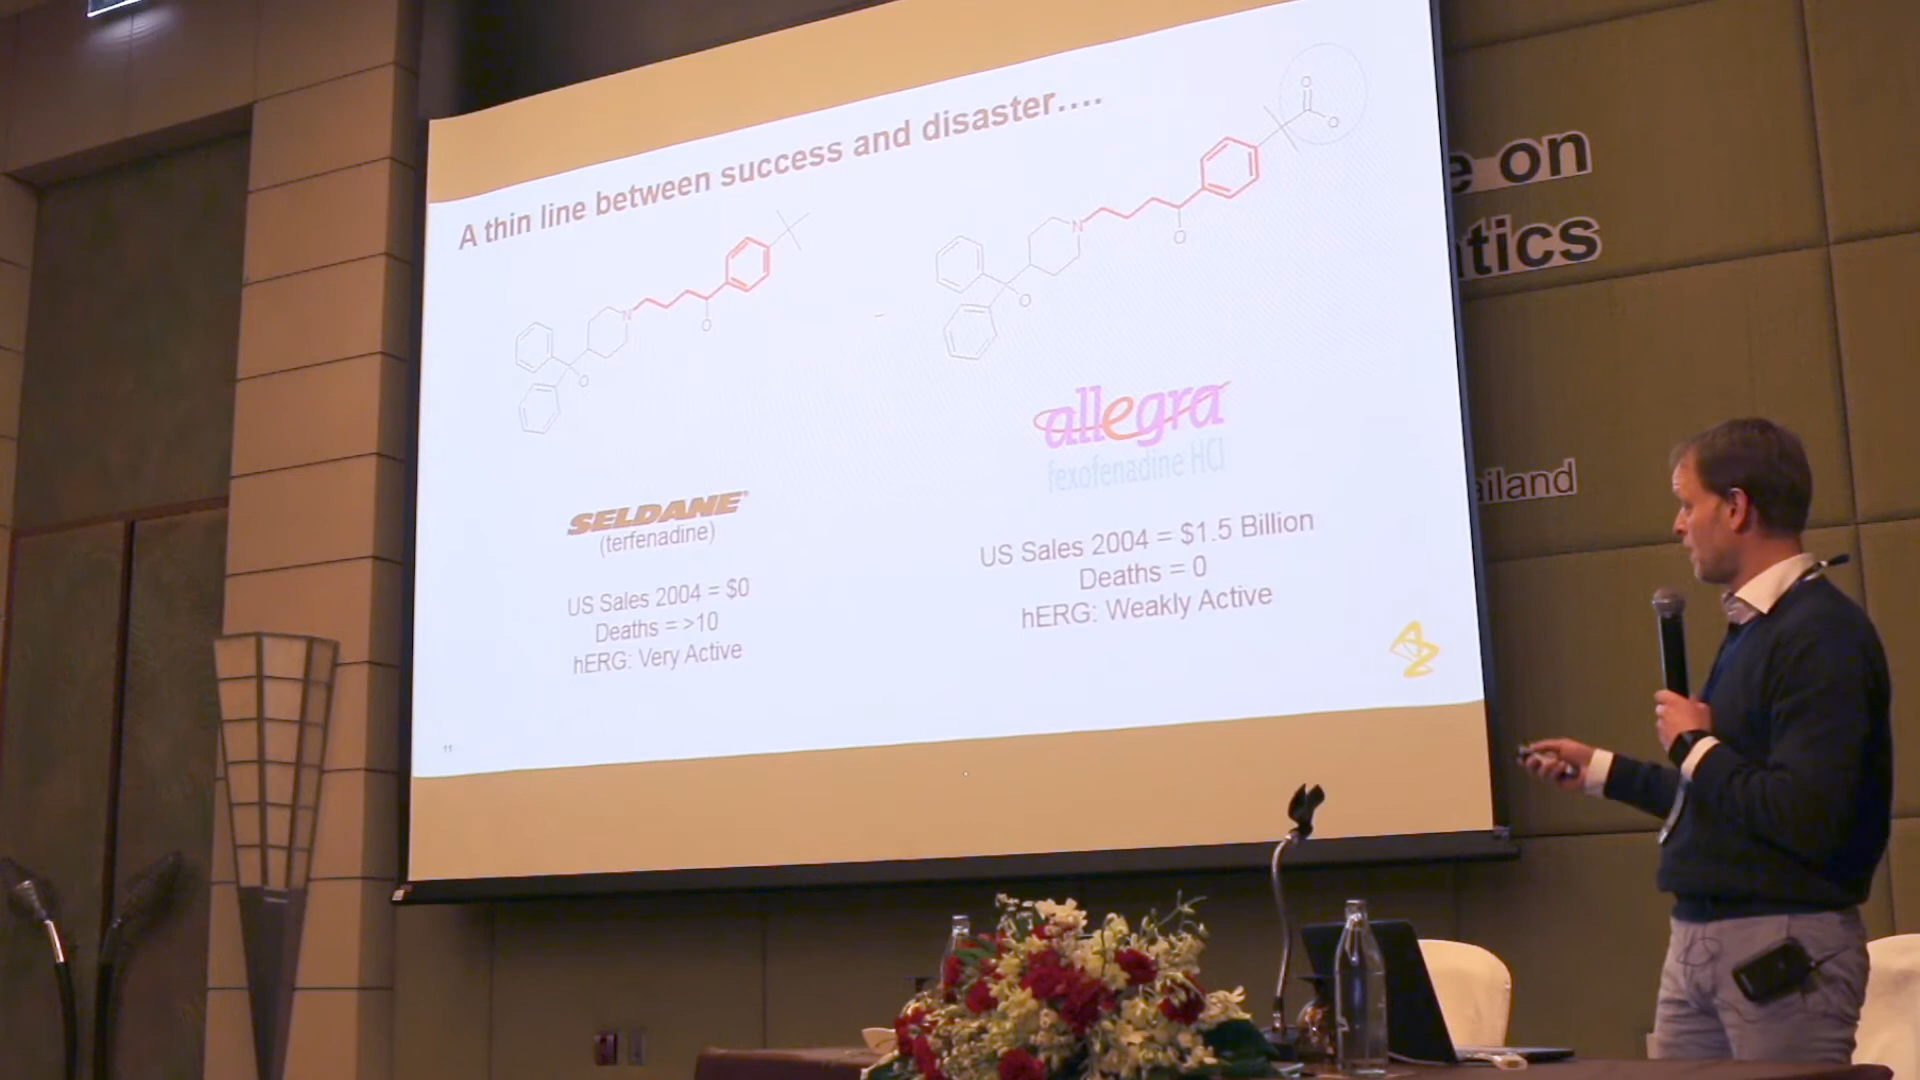 A thin line between success and disaster....
N
O
O
N
O
O
O
O
SELDANE
(terfenadine)
US Sales 2004 = $0
Deaths = >10
hERG: Very Active
allegra
fexofenadine HCl
US Sales 2004 = $1.5 Billion
Deaths = 0
hERG: Weakly Active
11
e on
tics
ailand